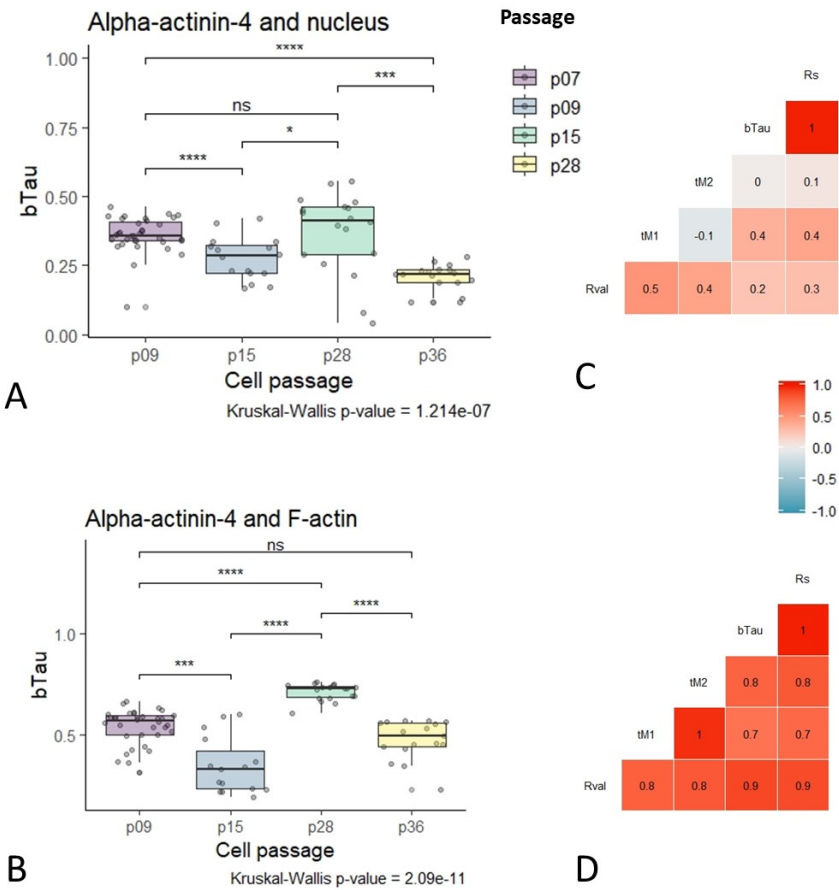 Alpha-actinin-4 and nucleus
bTau
1.00
0.75
0.50
0.25
0.00
****
***
ns
*
****
p09 p15 p28 p36
Cell passage
Kruskal-Wallis p-value = 1.214e-07
A
Passage
p07
p09
p15
p28
Rs
bTau 1
tM2 0 0.1
tM1 -0.1 0.4 0.4
Rval 0.5 0.4 0.2 0.3
C
1.0
0.5
0.0
-0.5
-1.0
Alpha-actinin-4 and F-actin
bTau
1.0
0.5
ns
****
****
****
***
p09 p15 p28 p36
Cell passage
Kruskal-Wallis p-value = 2.09e-11
B
Rs
bTau 1
tM2 0.8 0.8
tM1 1 0.7 0.7
Rval 0.8 0.8 0.9 0.9
D